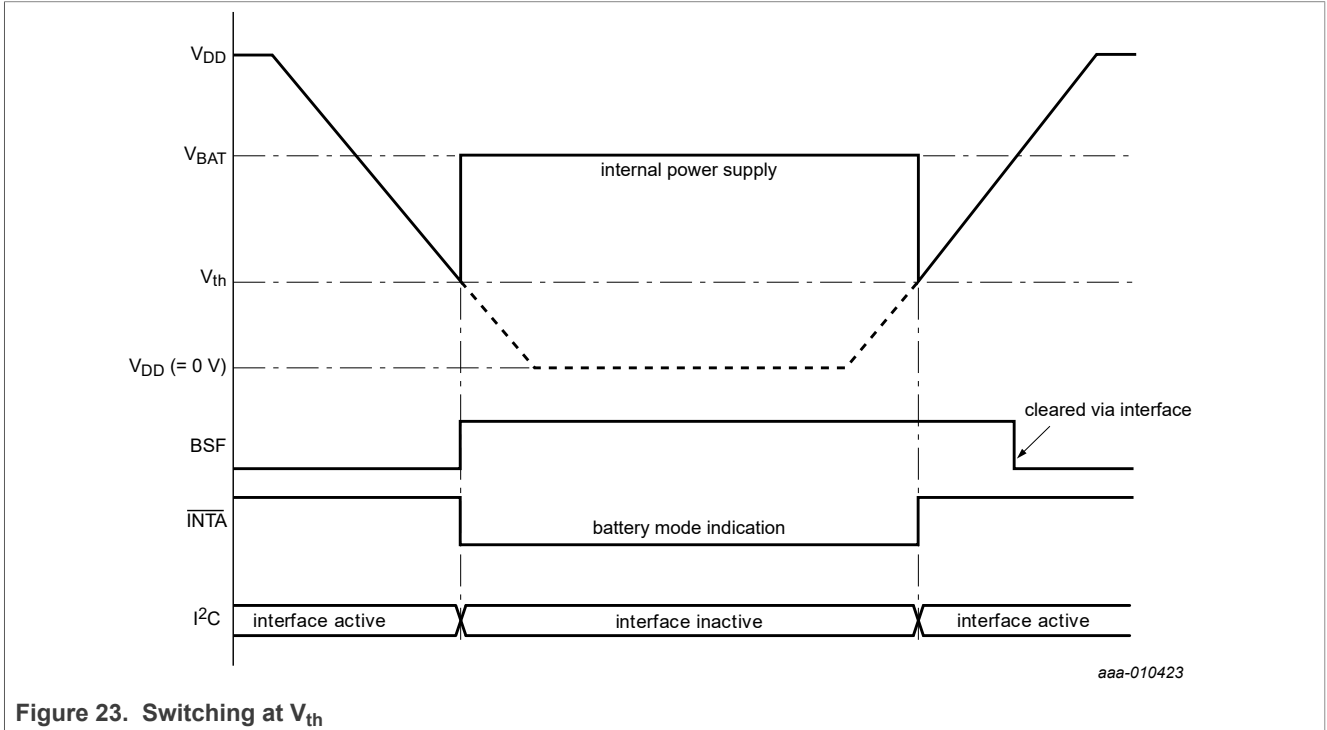 VDD
VBAT
internal power supply
Vth
VDD (= 0 V)
cleared via interface
BSF
INTA
battery mode indication
I2C
interface active
interface inactive
interface active
aaa-010423
Figure 23. Switching at Vth